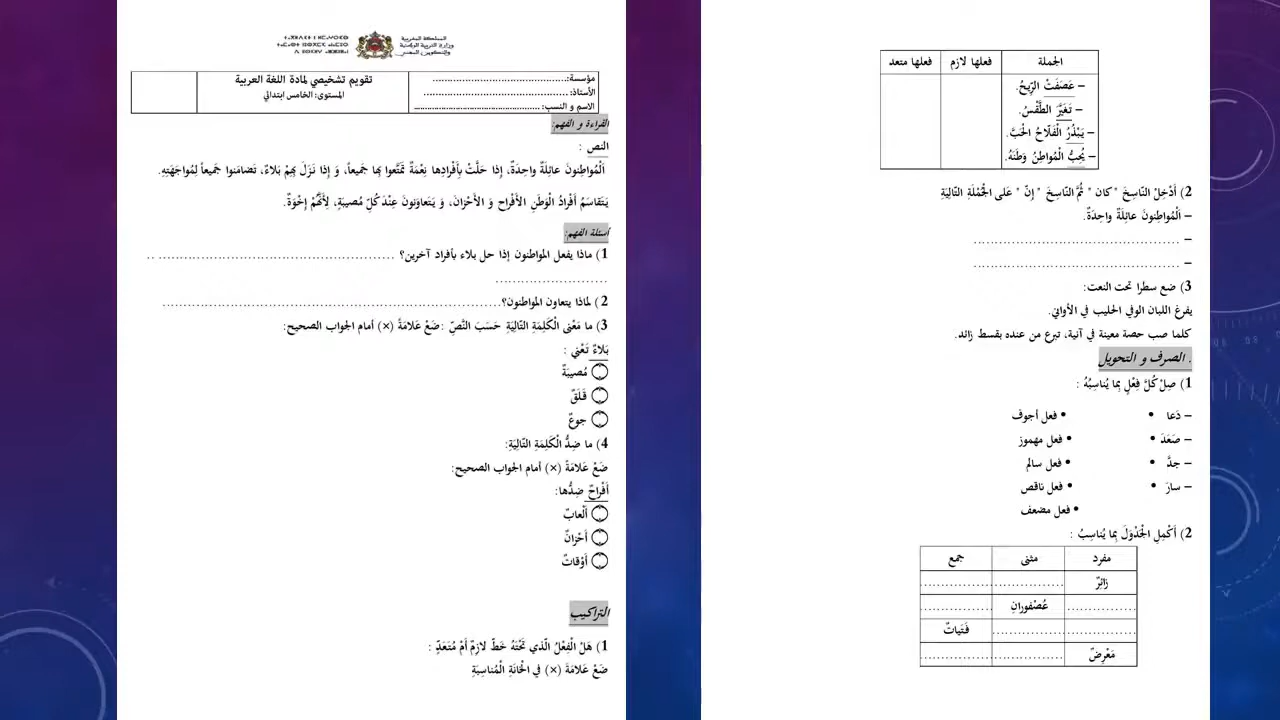 المملكة المغربية
وزارة التربية الوطنية
والتكوين المهني
مؤسسة:
الأستاذ:
الاسم و النسب:
تقويم تشخيصي لمادة اللغة العربية
المستوى: الخامس ابتدائي
القراءة و الفهم:
النص :
اَلْمُواطِنونَ عائِلَةٌ واحِدَةٌ، إِذا حَلَّتْ بِأَفْرادِها نِعْمَةٌ تَمَتَّعوا بِها جَميعاً، وَ إِذا نَزَلَ بِهِمْ بَلاءٌ، تَضامَنوا جَميعاً لِمُواجَهَتِهِ.
يَتَقاسَمُ أَفْرادُ الْوَطَنِ الأَفْراح وَ الأَحْزانَ، وَ يَتَعاوَنونَ عِنْدَ كُلِّ مُصيبَةٍ، لِأَنَّهُمْ إِخْوَةٌ.
أسئلة الفهم:
1) ماذا يفعل المواطنون إذا حل بلاء بأفراد آخرين؟ ........................................................ ..
...........................
2) لماذا يتعاون المواطنون؟...............................................................................
3) ما مَعْنى الْكَلِمَةِ التّالِيَةِ حَسَبَ النَّصّ :ضَعْ عَلامَةَ (×) أمام الجواب الصحيح:
بَلاءٌ تَعْني :
مُصيبَةٌ
قَلَقٌ
جوعٌ
4) ما ضِدُّ الْكَلِمَةِ التّالِيَةِ:
ضَعْ عَلامَةَ (×) أمام الجواب الصحيح:
أَفْراحٌ ضِدُّها:
أَلْعابٌ
أَحْزانٌ
أَوْقاتٌ
التراكيب
1) هَلْ الْفِعْلُ الّذي تَحْتَهُ خَطٌّ لازِمٌ أَمْ مُتَعَدٍّ :
ضَعْ عَلامَةَ (×) في الْخانَةِ الْمُناسِبَةِ
الجملة فعلها لازم فعلها متعد
– عَصَفَتْ الرّيحُ.
– تَغَيَّرَ الطَّقْسُ.
– يَبْذُرُ الْفَلّاحُ الْحَبَّ.
– يُحِبُّ الْمُواطِنُ وَطَنَهُ.
2) أَدْخِلْ النّاسِخَ " كان " ثُمَّ النّاسِخَ " إنّ " عَلى الْجُمْلَةِ التّالِيَةِ
– اَلْمُواطِنونَ عائِلَةٌ واحِدَةٌ.
– ..................................................
– ..................................................
3) ضع سطرا تحت النعت:
يفرغ اللبان الوفي الحليب في الأواني.
كلما صب حصة معينة في آنية، تبرع من عنده بقسط زائد.
. الصرف و التحويل
1) صِلْ كُلَّ فِعْلٍ بِما يُناسِبُهُ :
– دَعا • • فعل أجوف
– صَعَدَ • • فعل مهموز
– جدَّ • • فعل سالم
– سارَ • • فعل ناقص
• فعل مضعف
2) أَكْمِلِ الْجَدْوَلَ بِما يُناسِبُ :
مفرد مثنى جمع
زائِرٌ
عُصْفورانِ
فَتَياتٌ
مَعْرِضٌ